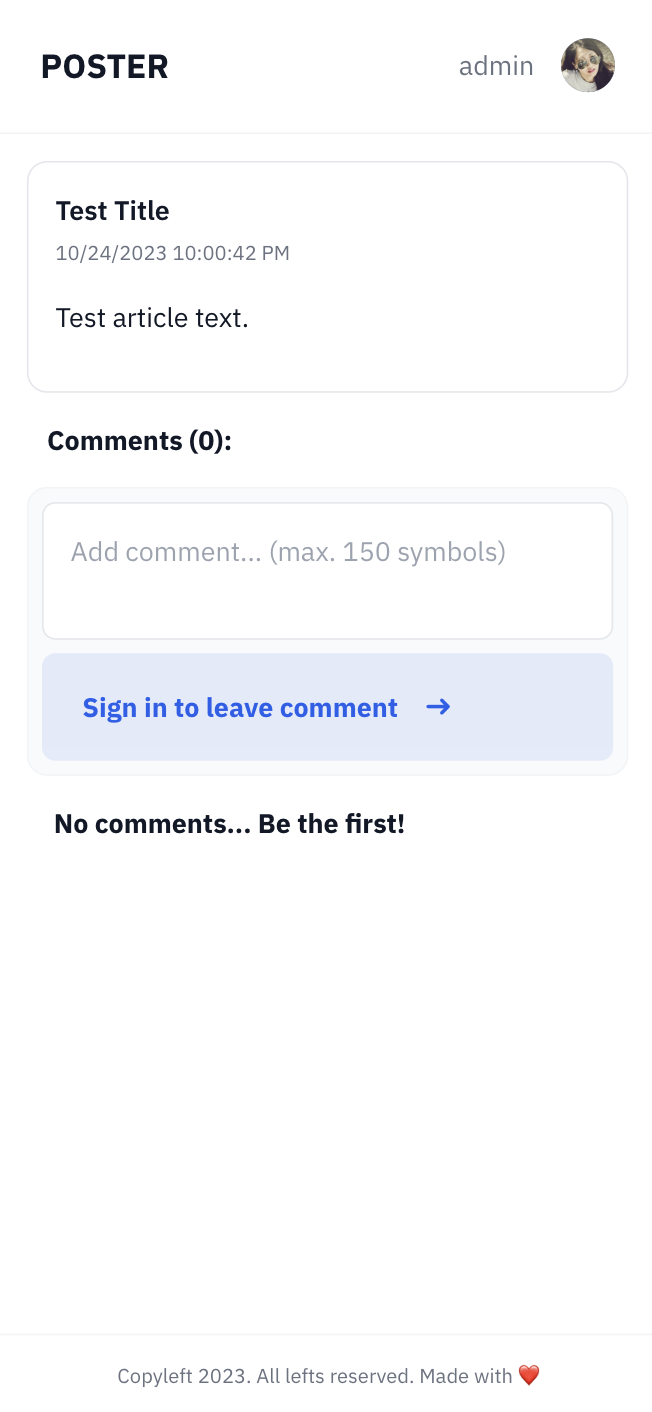 POSTER
admin
Test Title
10/24/2023 10:00:42 PM
Test article text.
Comments (0):
Add comment... (max. 150 symbols)
Sign in to leave comment →
No comments... Be the first!
Copyleft 2023. All lefts reserved. Made with ❤️